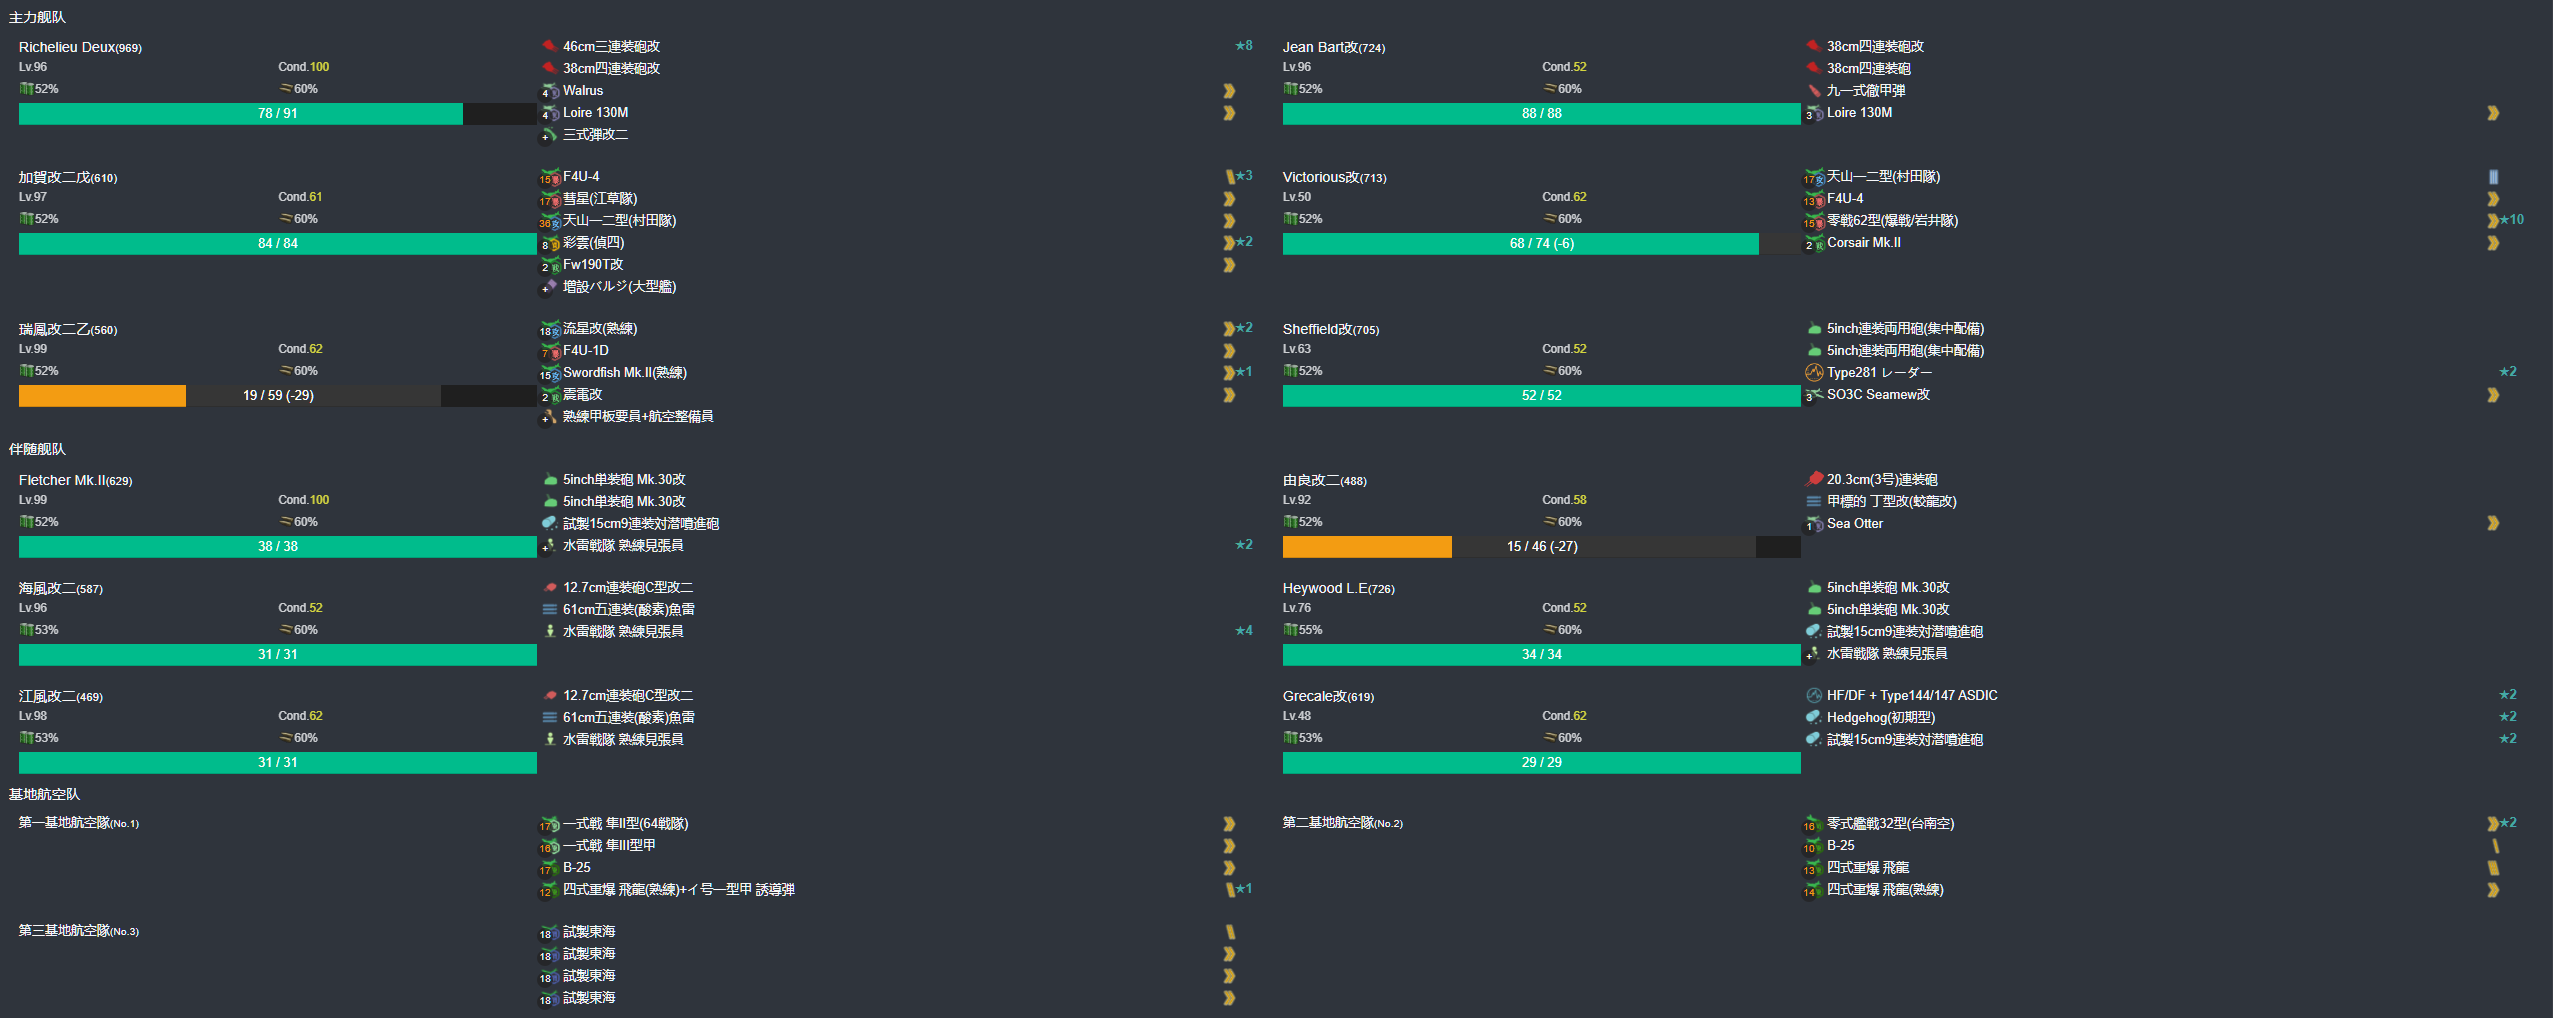 主力舰队
Richelieu Deux(969)
Lv.96 Cond.100
52% 60%
78 / 91
46cm三連装砲改 ★8
38cm四連装砲改
4 Walrus
4 Loire 130M
+ 三式弾改二
Jean Bart改(724)
Lv.96 Cond.52
52% 60%
88 / 88
38cm四連装砲改
38cm四連装砲
九一式徹甲弾
3 Loire 130M
加賀改二戊(610)
Lv.97 Cond.61
52% 60%
84 / 84
15 F4U-4 ★3
17 彗星(江草隊)
36 天山一二型(村田隊)
8 彩雲(偵四) ★2
2 Fw190T改
+ 増設バルジ(大型艦)
Victorious改(713)
Lv.50 Cond.62
52% 60%
68 / 74 (-6)
17 天山一二型(村田隊)
13 F4U-4
15 零戦62型(爆戦/岩井隊) ★10
2 Corsair Mk.II
瑞鳳改二乙(560)
Lv.99 Cond.62
52% 60%
19 / 59 (-29)
18 流星改(熟練) ★2
7 F4U-1D
15 Swordfish Mk.II(熟練) ★1
2 震電改
+ 熟練甲板要員+航空整備員
Sheffield改(705)
Lv.63 Cond.52
52% 60%
52 / 52
5inch連装両用砲(集中配備)
5inch連装両用砲(集中配備)
Type281 レーダー ★2
3 SO3C Seamew改
伴随舰队
Fletcher Mk.II(629)
Lv.99 Cond.100
52% 60%
38 / 38
5inch単装砲 Mk.30改
5inch単装砲 Mk.30改
試製15cm9連装対潜噴進砲
+ 水雷戦隊 熟練見張員 ★2
由良改二(488)
Lv.92 Cond.58
52% 60%
15 / 46 (-27)
20.3cm(3号)連装砲
甲標的 丁型改(蛟龍改)
1 Sea Otter
海風改二(587)
Lv.96 Cond.52
53% 60%
31 / 31
12.7cm連装砲C型改二
61cm五連装(酸素)魚雷
水雷戦隊 熟練見張員 ★4
Heywood L.E(726)
Lv.76 Cond.52
55% 60%
34 / 34
5inch単装砲 Mk.30改
5inch単装砲 Mk.30改
試製15cm9連装対潜噴進砲
+ 水雷戦隊 熟練見張員
江風改二(469)
Lv.98 Cond.62
53% 60%
31 / 31
12.7cm連装砲C型改二
61cm五連装(酸素)魚雷
水雷戦隊 熟練見張員
Grecale改(619)
Lv.48 Cond.62
53% 60%
29 / 29
HF/DF + Type144/147 ASDIC ★2
Hedgehog(初期型) ★2
試製15cm9連装対潜噴進砲 ★2
基地航空队
第一基地航空隊(No.1)
17 一式戦 隼II型(64戦隊)
16 一式戦 隼III型甲
17 B-25
12 四式重爆 飛龍(熟練)+イ号一型甲 誘導弾 ★1
第二基地航空隊(No.2)
16 零式艦戦32型(台南空) ★2
10 B-25
13 四式重爆 飛龍
14 四式重爆 飛龍(熟練)
第三基地航空隊(No.3)
18 試製東海
18 試製東海
18 試製東海
18 試製東海